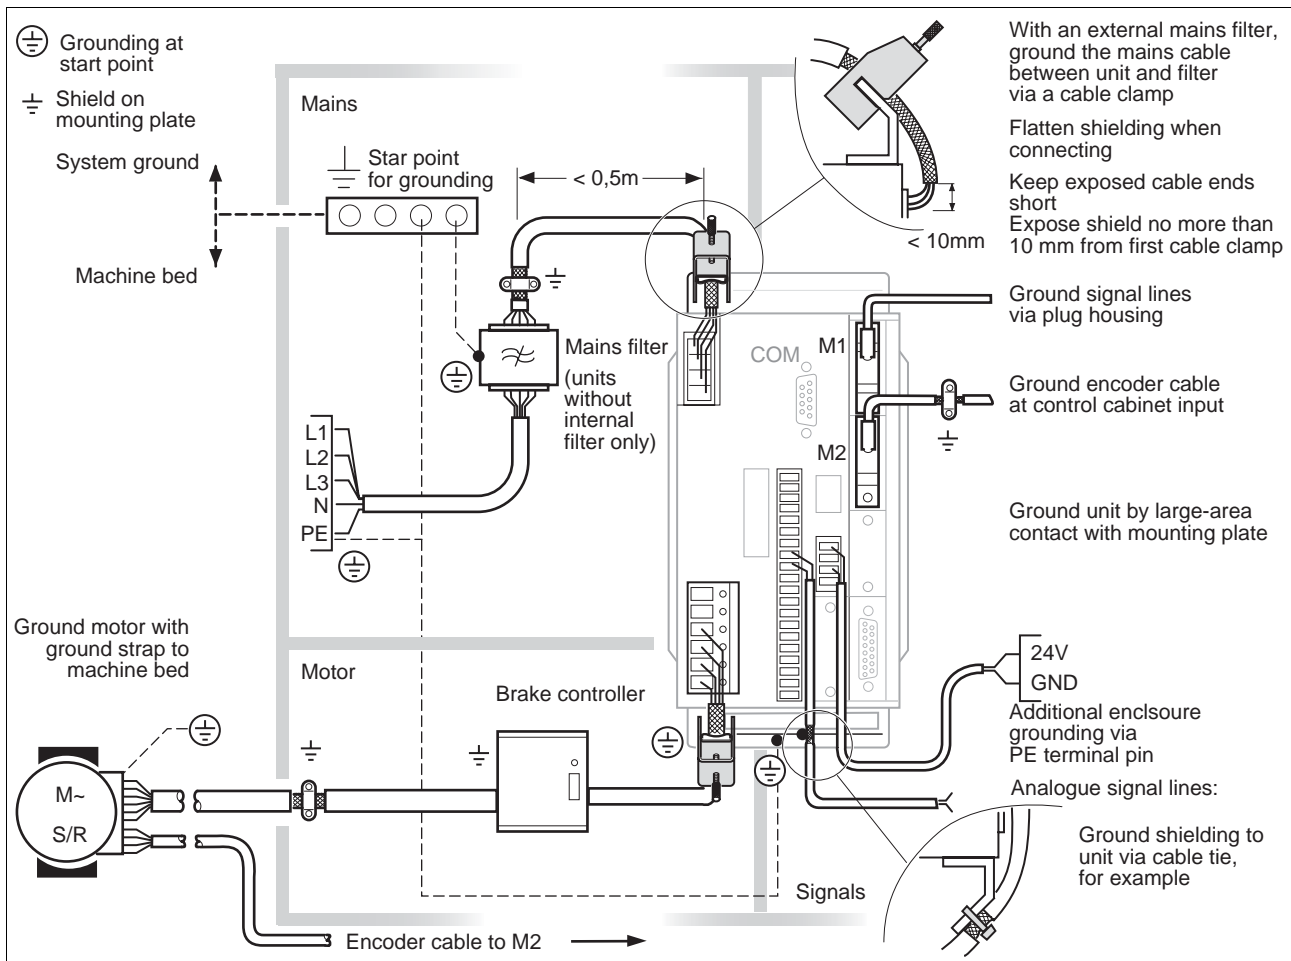 Grounding at
start point
Shield on
mounting plate
System ground
Machine bed
Mains
Star point
for grounding
< 0,5m
With an external mains filter,
ground the mains cable
between unit and filter
via a cable clamp
Flatten shielding when
connecting
Keep exposed cable ends
short
Expose shield no more than
10 mm from first cable clamp
< 10mm
Ground signal lines
via plug housing
M1
COM
Mains filter
(units
without
internal
filter only)
Ground encoder cable
at control cabinet input
M2
L1
L2
L3
N
PE
Ground unit by large-area
contact with mounting plate
Ground motor with
ground strap to
machine bed
Motor
Brake controller
24V
GND
Additional enclsoure
grounding via
PE terminal pin
Analogue signal lines:
M~
S/R
Ground shielding to
unit via cable tie,
for example
Signals
Encoder cable to M2